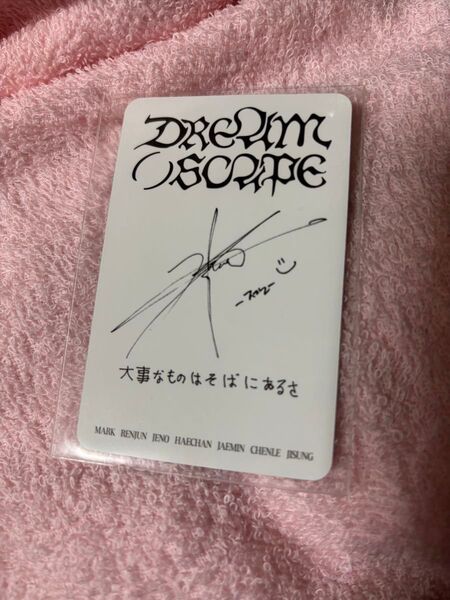 DREAM
SCAPE
大事なものはそばにあるさ
MARK RENJUN JENO HAECHAN JAEMIN CHENLE JISUNG